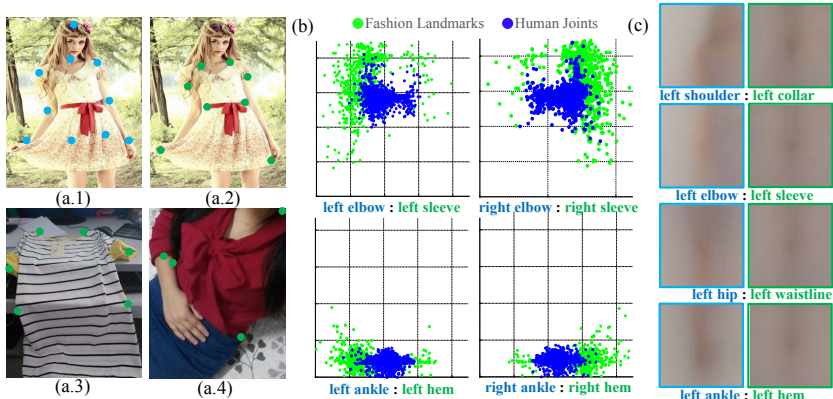 (b)
Fashion Landmarks
Human Joints
(c)
(a.1)
(a.2)
left elbow : left sleeve
right elbow : right sleeve
(a.3)
(a.4)
left ankle : left hem
right ankle : right hem
left shoulder : left collar
left elbow : left sleeve
left hip : left waistline
left ankle : left hem